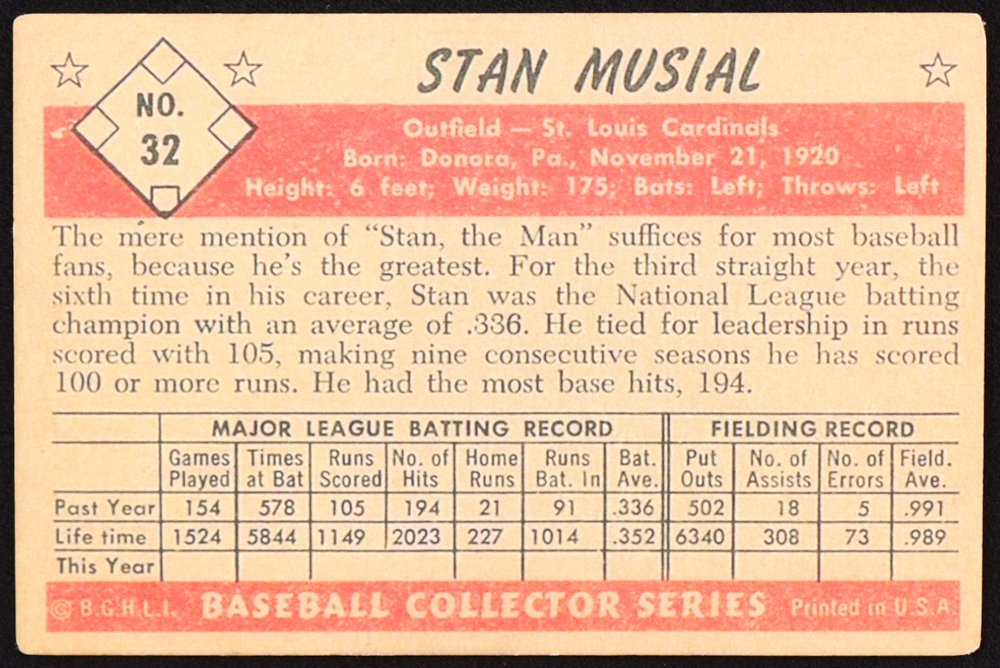 STAN MUSIAL
NO.
32
Outfield — St. Louis Cardinals
Born: Donora, Pa., November 21, 1920
Height: 6 feet; Weight: 175; Bats: Left; Throws: Left
The mere mention of “Stan, the Man” suffices for most baseball
fans, because he’s the greatest. For the third straight year, the
sixth time in his career, Stan was the National League batting
champion with an average of .336. He tied for leadership in runs
scored with 105, making nine consecutive seasons he has scored
100 or more runs. He had the most base hits, 194.
MAJOR LEAGUE BATTING RECORD FIELDING RECORD
Games Times Runs No. of Home Runs Bat. Put No. of No. of Field.
Played at Bat Scored Hits Runs Bat. In Ave. Outs Assists Errors Ave.
Past Year 154 578 105 194 21 91 .336 502 18 5 .991
Life time 1524 5844 1149 2023 227 1014 .352 6340 308 73 .989
This Year
© B.G.H.L.I. BASEBALL COLLECTOR SERIES Printed in U.S.A.